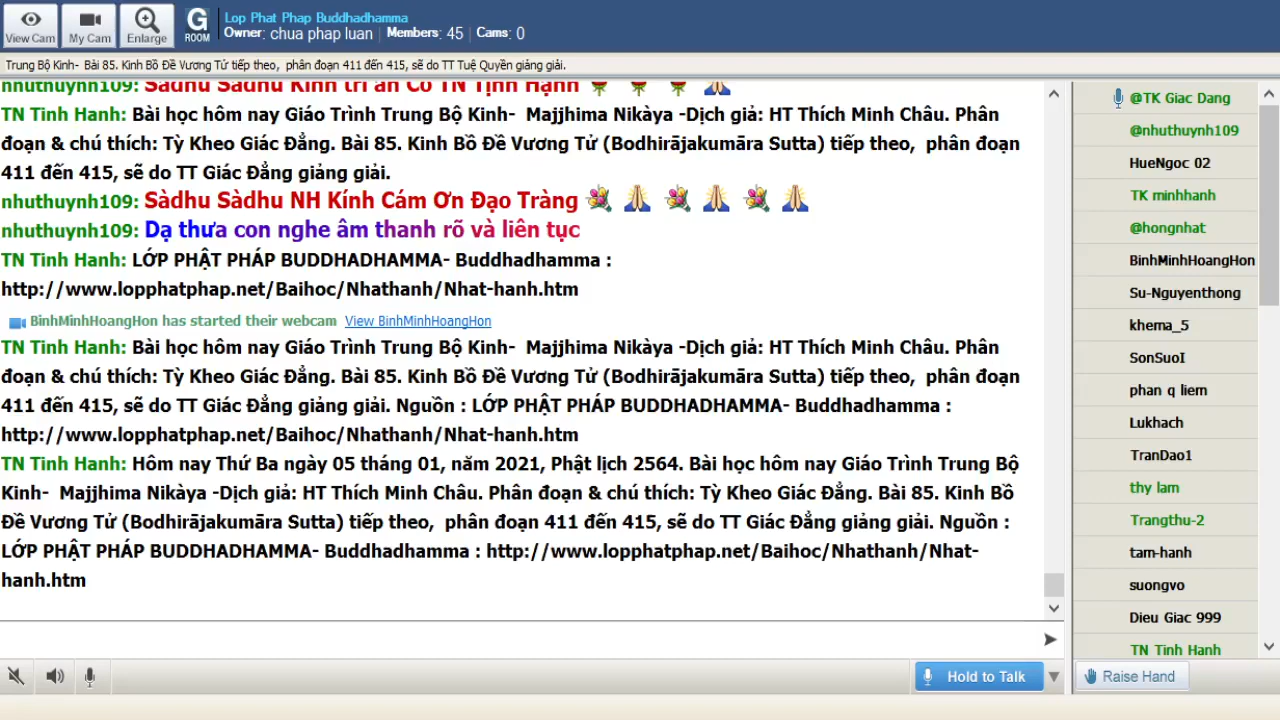 View Cam
My Cam
Enlarge
G
ROOM
Lop Phat Phap Buddhadhamma
Owner: chua phap luan | Members: 45 | Cams: 0
Trung Bộ Kinh- Bài 85. Kinh Bồ Đề Vương Tử tiếp theo, phân đoạn 411 đến 415, sẽ do TT Tuệ Quyền giảng giải.
nhuthuynh109: Sàdhu Sàdhu Kính tri ân Cô TN Tịnh Hạnh
TN Tinh Hanh: Bài học hôm nay Giáo Trình Trung Bộ Kinh- Majjhima Nikàya -Dịch giả: HT Thích Minh Châu. Phân
đoạn & chú thích: Tỳ Kheo Giác Đẳng. Bài 85. Kinh Bồ Đề Vương Tử (Bodhirājakumāra Sutta) tiếp theo, phân đoạn
411 đến 415, sẽ do TT Giác Đẳng giảng giải.
nhuthuynh109: Sàdhu Sàdhu NH Kính Cám Ơn Đạo Tràng
nhuthuynh109: Dạ thưa con nghe âm thanh rõ và liên tục
TN Tinh Hanh: LỚP PHẬT PHÁP BUDDHADHAMMA- Buddhadhamma :
http://www.lopphatphap.net/Baihoc/Nhathanh/Nhat-hanh.htm
BinhMinhHoangHon has started their webcam View BinhMinhHoangHon
TN Tinh Hanh: Bài học hôm nay Giáo Trình Trung Bộ Kinh- Majjhima Nikàya -Dịch giả: HT Thích Minh Châu. Phân
đoạn & chú thích: Tỳ Kheo Giác Đẳng. Bài 85. Kinh Bồ Đề Vương Tử (Bodhirājakumāra Sutta) tiếp theo, phân đoạn
411 đến 415, sẽ do TT Giác Đẳng giảng giải. Nguồn : LỚP PHẬT PHÁP BUDDHADHAMMA- Buddhadhamma :
http://www.lopphatphap.net/Baihoc/Nhathanh/Nhat-hanh.htm
TN Tinh Hanh: Hôm nay Thứ Ba ngày 05 tháng 01, năm 2021, Phật lịch 2564. Bài học hôm nay Giáo Trình Trung Bộ
Kinh- Majjhima Nikàya -Dịch giả: HT Thích Minh Châu. Phân đoạn & chú thích: Tỳ Kheo Giác Đẳng. Bài 85. Kinh Bồ
Đề Vương Tử (Bodhirājakumāra Sutta) tiếp theo, phân đoạn 411 đến 415, sẽ do TT Giác Đẳng giảng giải. Nguồn :
LỚP PHẬT PHÁP BUDDHADHAMMA- Buddhadhamma : http://www.lopphatphap.net/Baihoc/Nhathanh/Nhat-
hanh.htm
@TK Giac Dang
@nhuthuynh109
HueNgoc 02
TK minhhanh
@hongnhat
BinhMinhHoangHon
Su-Nguyenthong
khema_5
SonSuoI
phan q liem
Lukhach
TranDao1
thy lam
Trangthu-2
tam-hanh
suongvo
Dieu Giac 999
TN Tinh Hanh
Hold to Talk
Raise Hand